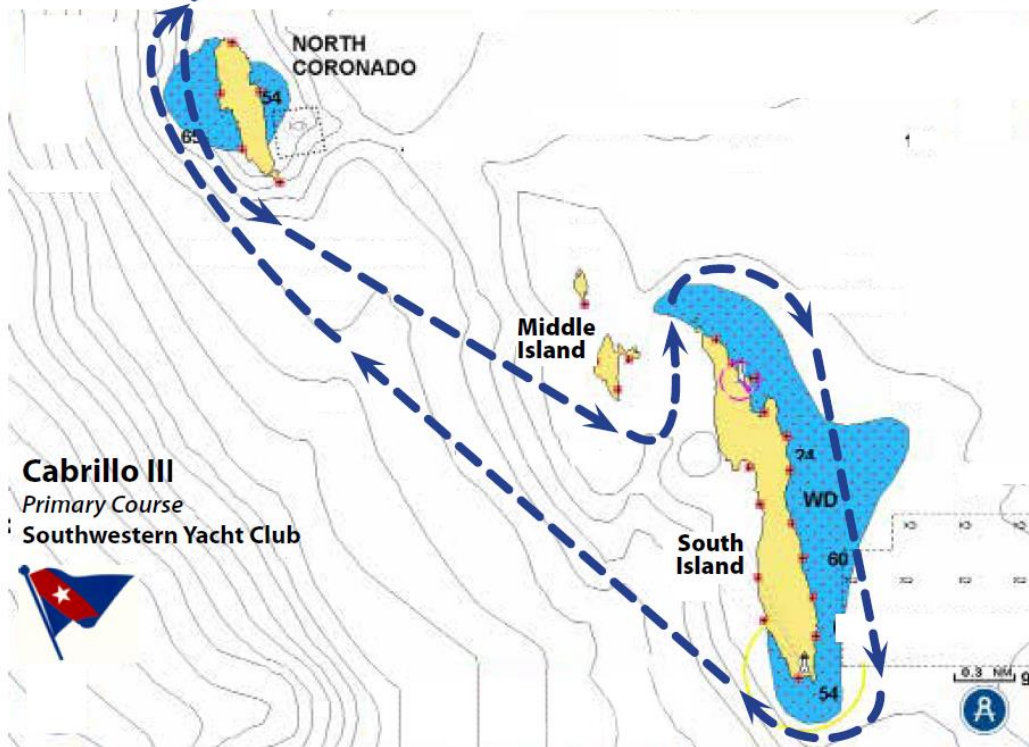 NORTH
CORONADO
54
65
Middle
Island
24
WD
60
South
Island
54
0.3 NM
9
Cabrillo III
Primary Course
Southwestern Yacht Club